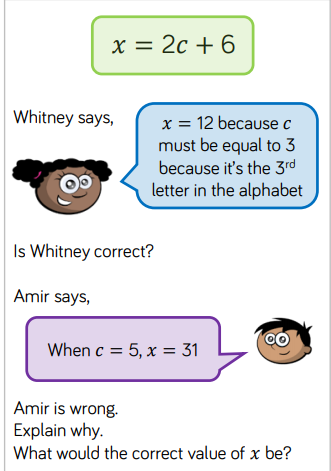 x = 2c + 6
Whitney says,
x = 12 because c
must be equal to 3
because it's the 3rd
letter in the alphabet
Is Whitney correct?
Amir says,
When c = 5, x = 31
Amir is wrong.
Explain why.
What would the correct value of x be?